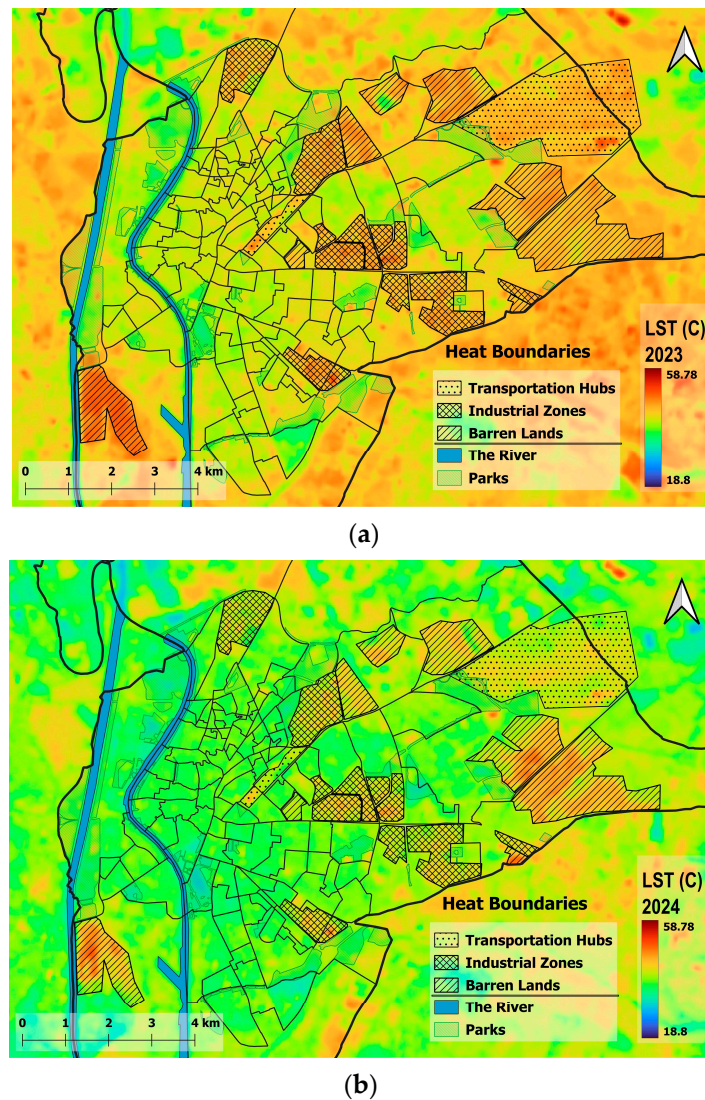 LST (C)
2023
58.78
18.8
Heat Boundaries
Transportation Hubs
Industrial Zones
Barren Lands
The River
Parks
0 1 2 3 4 km
(a)
LST (C)
2024
58.78
18.8
Heat Boundaries
Transportation Hubs
Industrial Zones
Barren Lands
The River
Parks
0 1 2 3 4 km
(b)